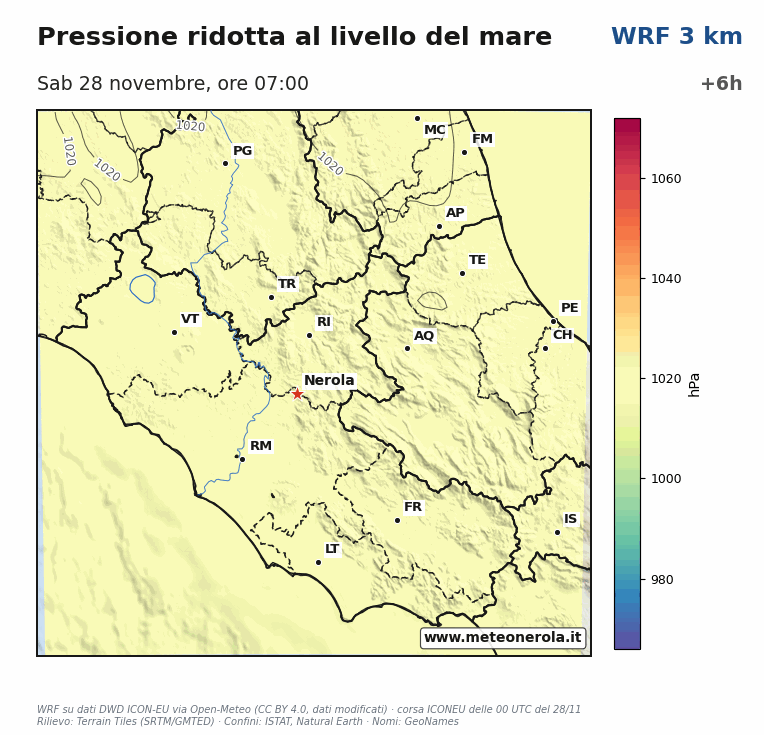 Pressione ridotta al livello del mare
WRF 3 km
Sab 28 novembre, ore 07:00
+6h
1020
1020
1020
1020
MC
FM
PG
AP
TE
TR
PE
VT
RI
AQ
CH
Nerola
RM
FR
IS
LT
www.meteonerola.it
1060
1040
1020
1000
980
hPa
WRF su dati DWD ICON-EU via Open-Meteo (CC BY 4.0, dati modificati) · corsa ICONEU delle 00 UTC del 28/11
Rilievo: Terrain Tiles (SRTM/GMTED) · Confini: ISTAT, Natural Earth · Nomi: GeoNames